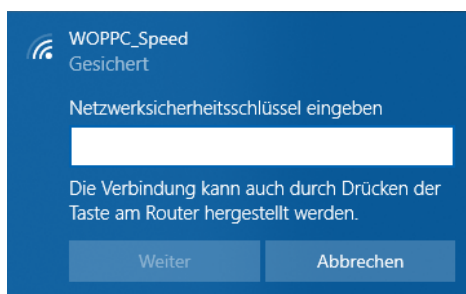 WOPPC_Speed
Gesichert
Netzwerksicherheitsschlüssel eingeben
Die Verbindung kann auch durch Drücken der
Taste am Router hergestellt werden.
Weiter
Abbrechen